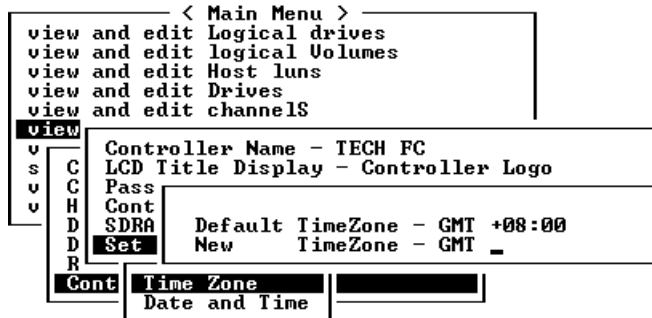 < Main Menu >
view and edit Logical drives
view and edit logical Volumes
view and edit Host luns
view and edit Drives
view and edit channelS
view
v Controller Name - TECH FC
s C LCD Title Display - Controller Logo
v C Pass
v H Cont
D SDRA Default TimeZone - GMT +08:00
D Set New TimeZone - GMT _
R
Cont Time Zone
Date and Time